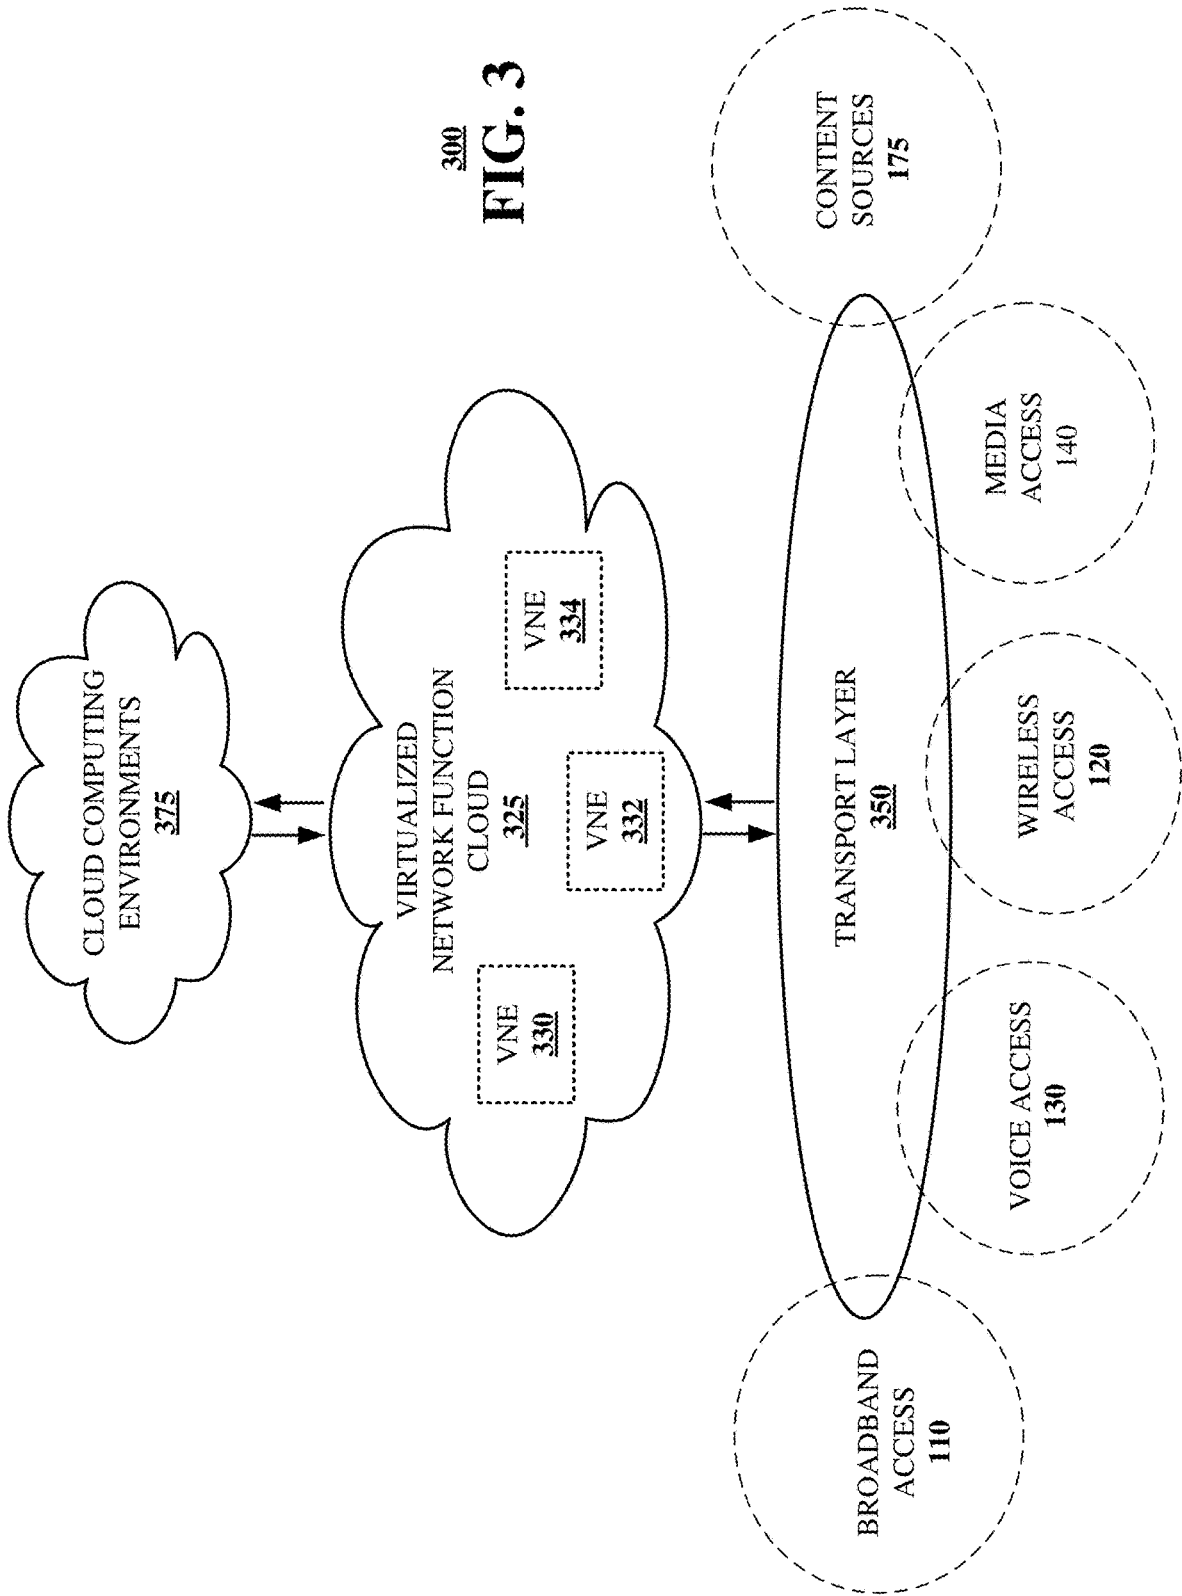 CLOUD COMPUTING
ENVIRONMENTS
375
VIRTUALIZED
NETWORK FUNCTION
CLOUD
325
VNE
330
VNE
332
VNE
334
300
FIG. 3
TRANSPORT LAYER
350
BROADBAND
ACCESS
110
VOICE ACCESS
130
WIRELESS
ACCESS
120
MEDIA
ACCESS
140
CONTENT
SOURCES
175